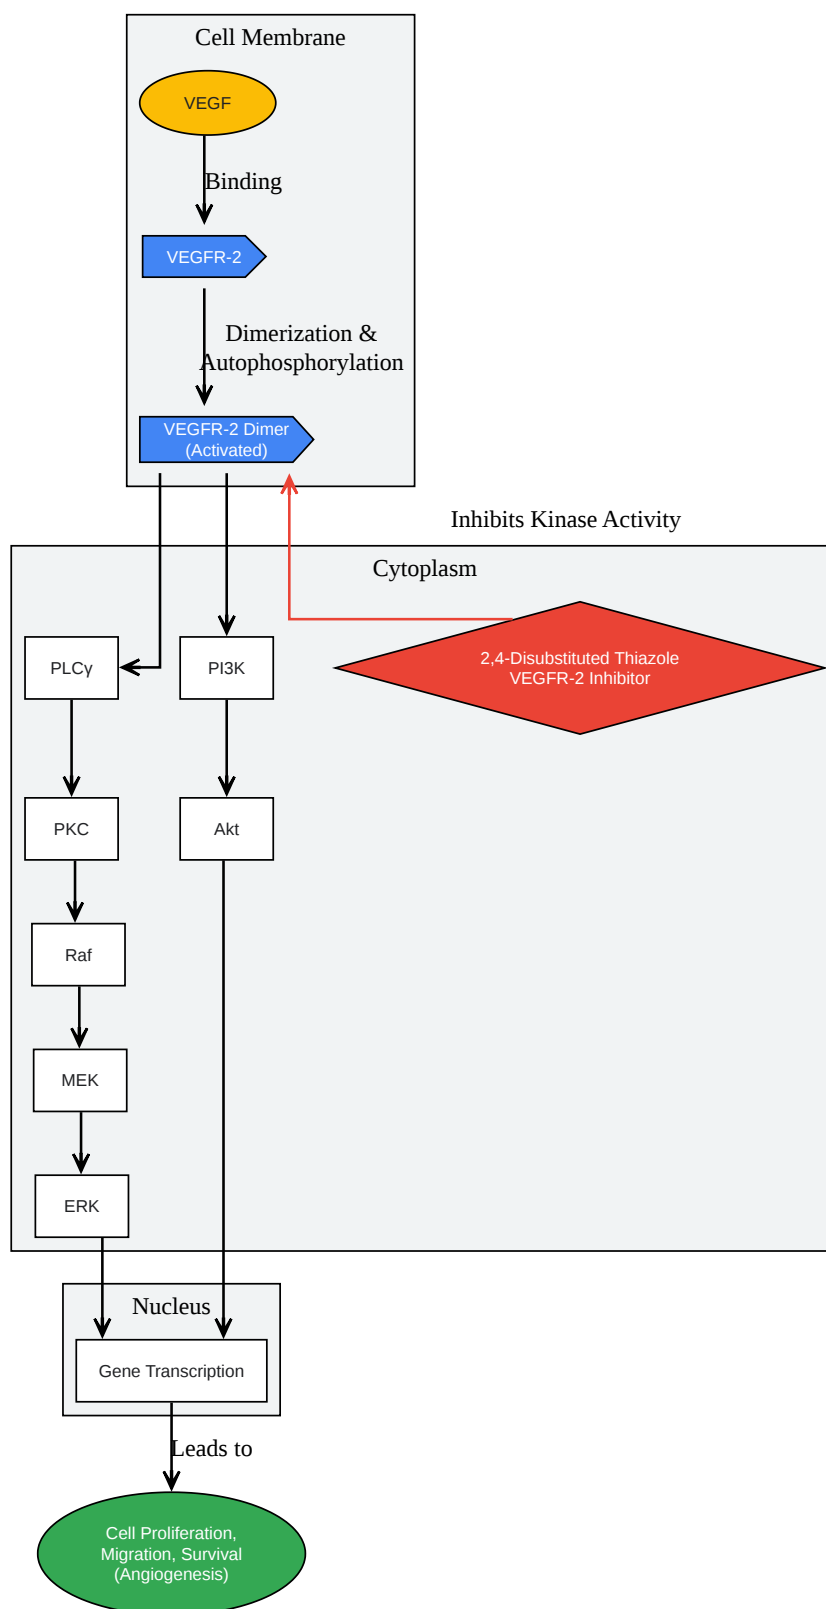 Cell Membrane
VEGF
Binding
VEGFR-2
Dimerization &
Autophosphorylation
VEGFR-2 Dimer
(Activated)
Inhibits Kinase Activity
Cytoplasm
PLCγ
PI3K
2,4-Disubstituted Thiazole
VEGFR-2 Inhibitor
PKC
Akt
Raf
MEK
ERK
Nucleus
Gene Transcription
Leads to
Cell Proliferation,
Migration, Survival
(Angiogenesis)